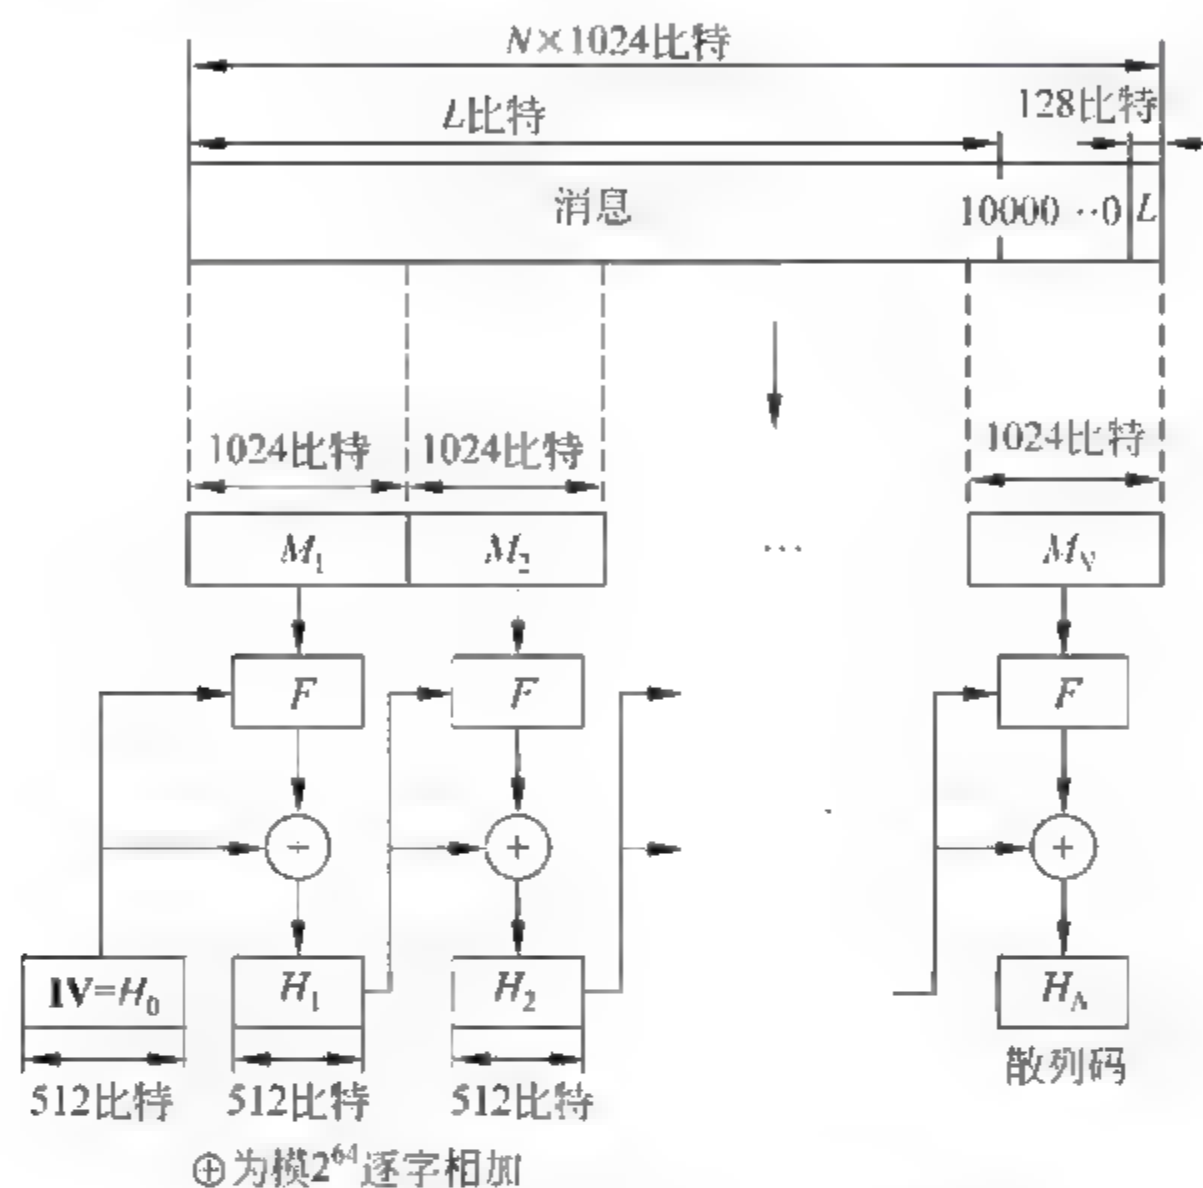 N×1024比特
128比特
L比特
消息
10000 ··0 L
1024比特 1024比特 1024比特
M₁ M₂ ··· M_N
F F F
+ +
IV=H₀ H₁ H₂ H
散列码
512比特 512比特 512比特
⊕为模2⁶⁴逐字相加